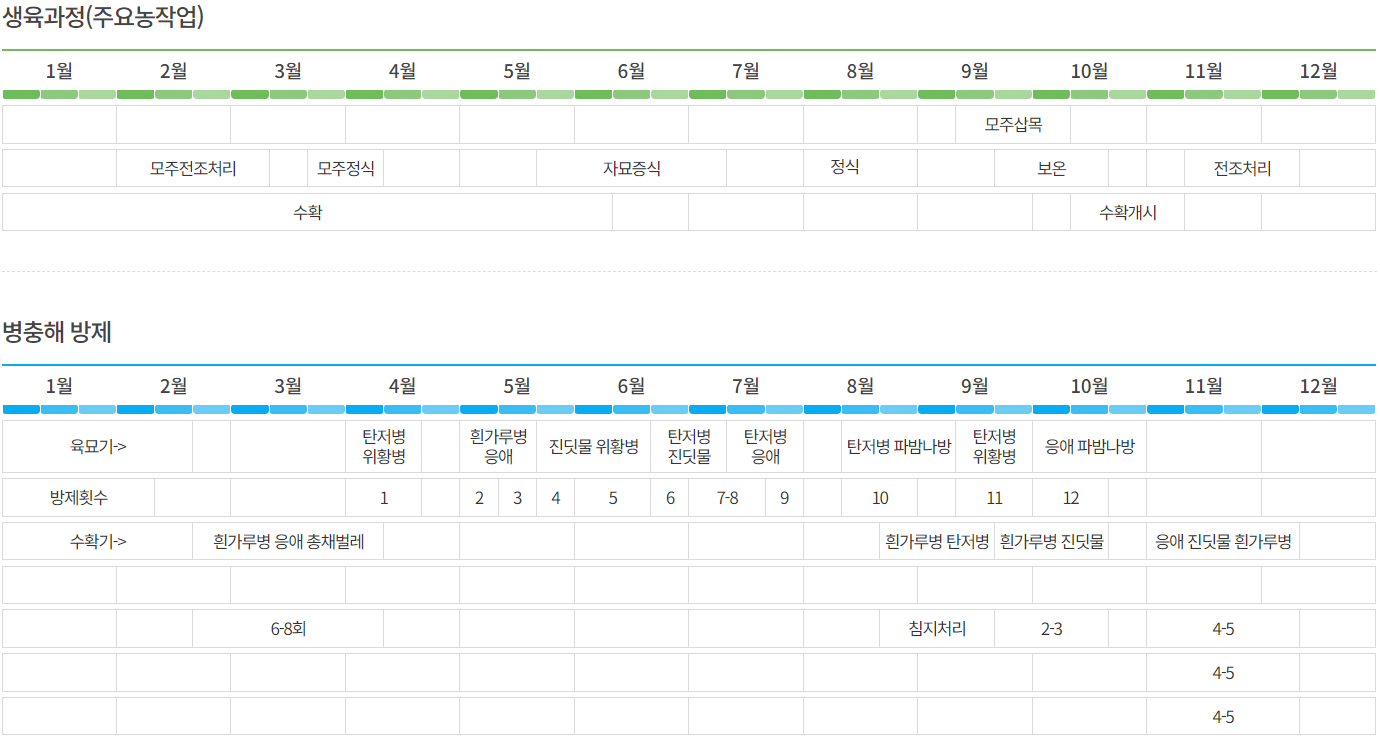 생육과정(주요농작업)
1월 2월 3월 4월 5월 6월 7월 8월 9월 10월 11월 12월
모주삽목
모주전조처리 모주정식 자묘증식 정식 보온 전조처리
수확 수확개시
병충해 방제
1월 2월 3월 4월 5월 6월 7월 8월 9월 10월 11월 12월
육묘기-> 탄저병 위황병 흰가루병 응애 진딧물 위황병 탄저병 진딧물 탄저병 응애 탄저병 파밤나방 탄저병 위황병 응애 파밤나방
방제횟수 1 2 3 4 5 6 7-8 9 10 11 12
수확기-> 흰가루병 응애 총채벌레 흰가루병 탄저병 흰가루병 진딧물 응애 진딧물 흰가루병
6-8회 침지처리 2-3 4-5
4-5
4-5